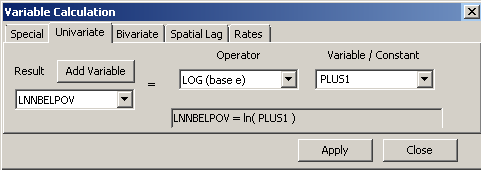 Variable Calculation
Special Univariate Bivariate Spatial Lag Rates
Operator Variable / Constant
Result Add Variable = LOG (base e) PLUS1
LNNBELPOV
LNNBELPOV = ln( PLUS1 )
Apply Close